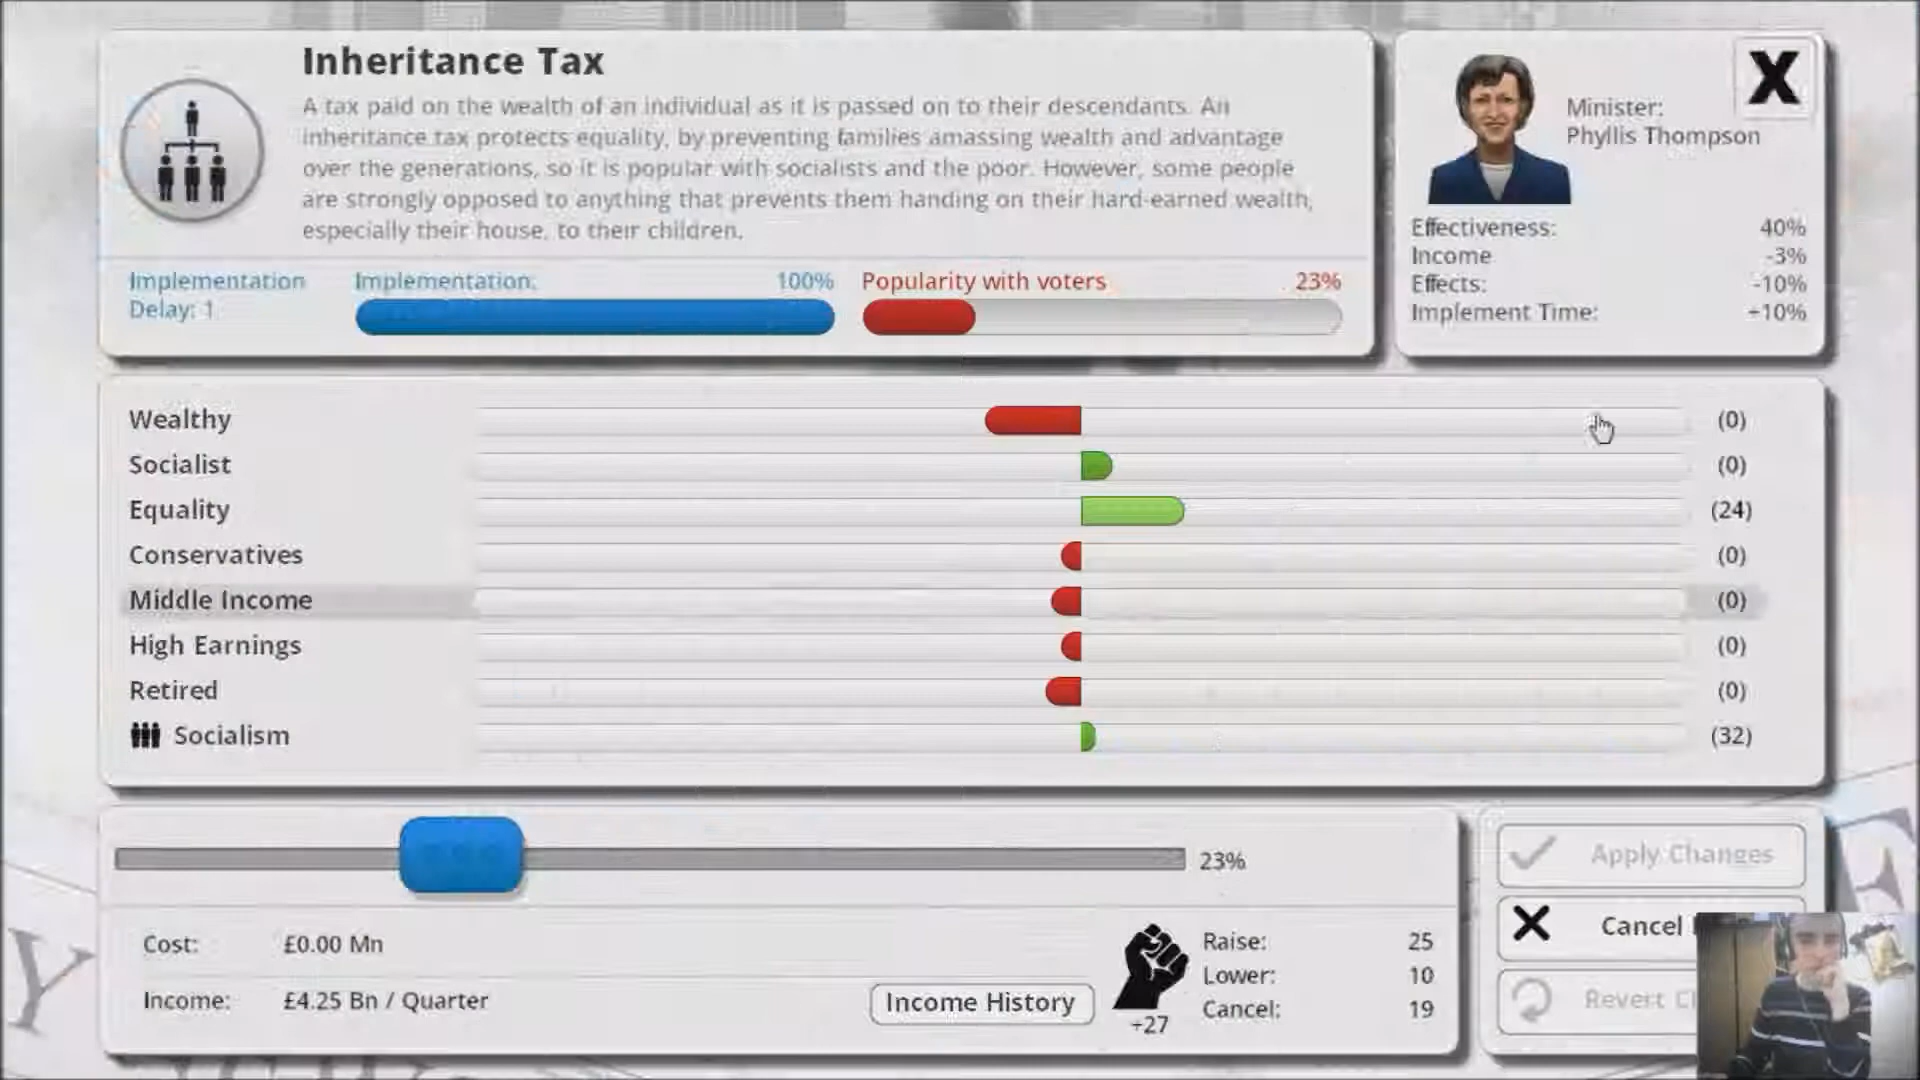 Inheritance Tax
A tax paid on the wealth of an individual as it is passed on to their descendants. An
inheritance tax protects equality, by preventing families amassing wealth and advantage
over the generations, so it is popular with socialists and the poor. However, some people
are strongly opposed to anything that prevents them handing on their hard-earned wealth,
especially their house, to their children.
Implementation
Delay: 1
Implementation: 100%
Popularity with voters 23%
X
Minister:
Phyllis Thompson
Effectiveness: 40%
Income -3%
Effects: -10%
Implement Time: +10%
Wealthy (0)
Socialist (0)
Equality (24)
Conservatives (0)
Middle Income (0)
High Earnings (0)
Retired (0)
Socialism (32)
23%
Cost: £0.00 Mn
Income: £4.25 Bn / Quarter
Income History
+27
Raise: 25
Lower: 10
Cancel: 19
Apply Changes
Cancel
Revert